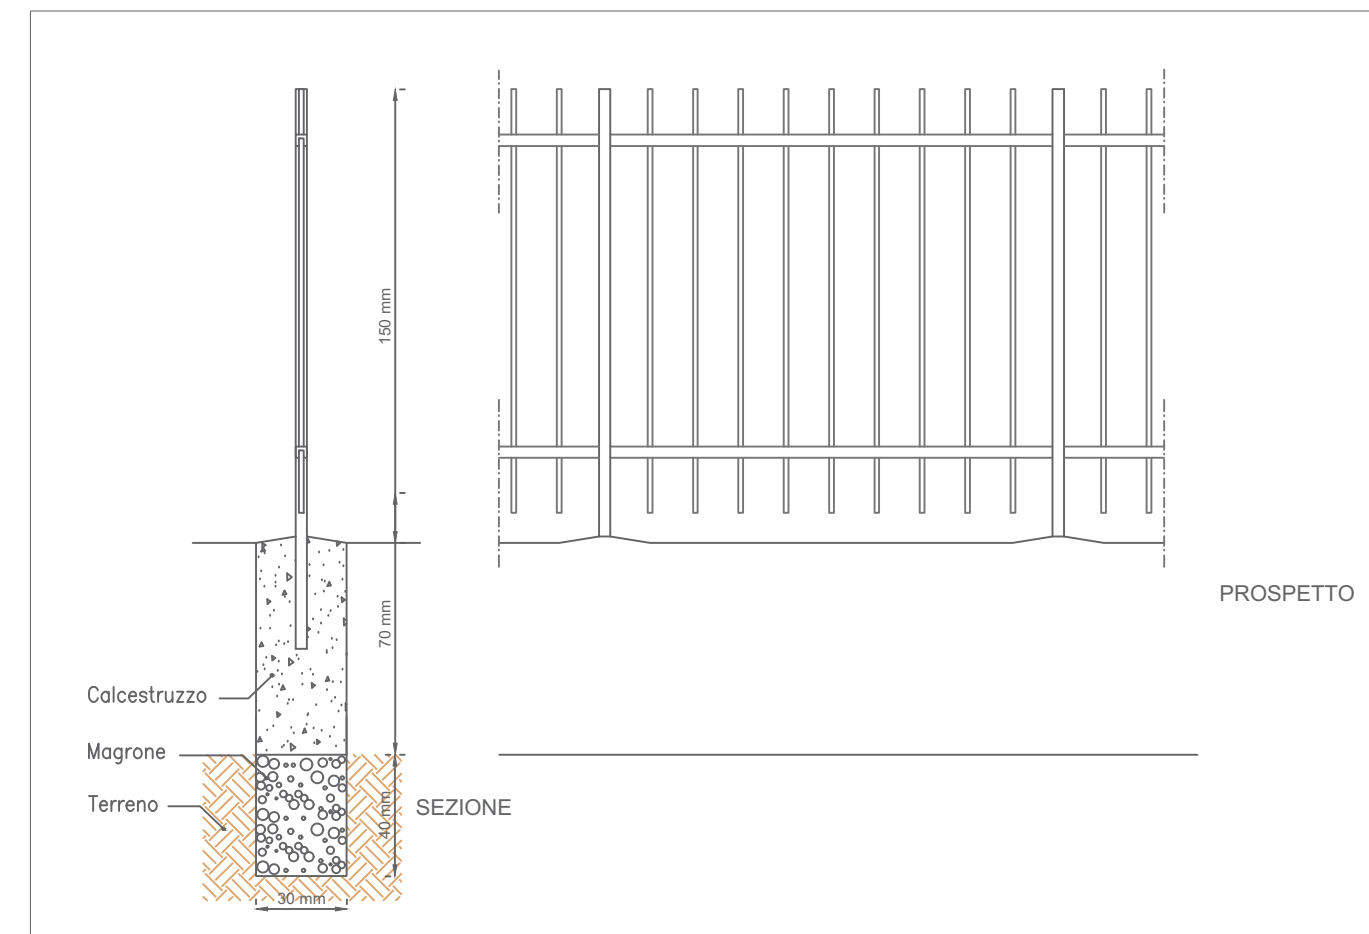 150 mm
70 mm
PROSPETTO
Calcestruzzo
Magrone
Terreno
40 mm
SEZIONE
30 mm